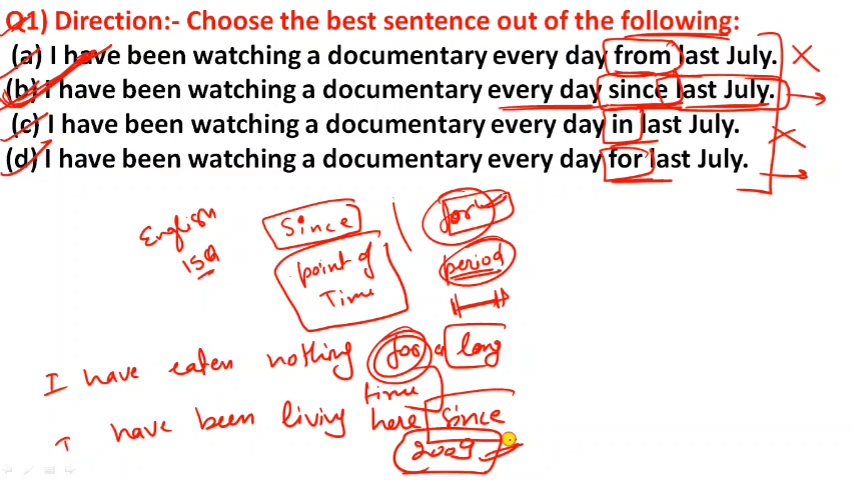 Q1) Direction:- Choose the best sentence out of the following:
(a) I have been watching a documentary every day from last July.
(b) I have been watching a documentary every day since last July.
(c) I have been watching a documentary every day in last July.
(d) I have been watching a documentary every day for last July.
English Since for
point of period
Time
I have eaten nothing for a long
time
I have been living here since
2009